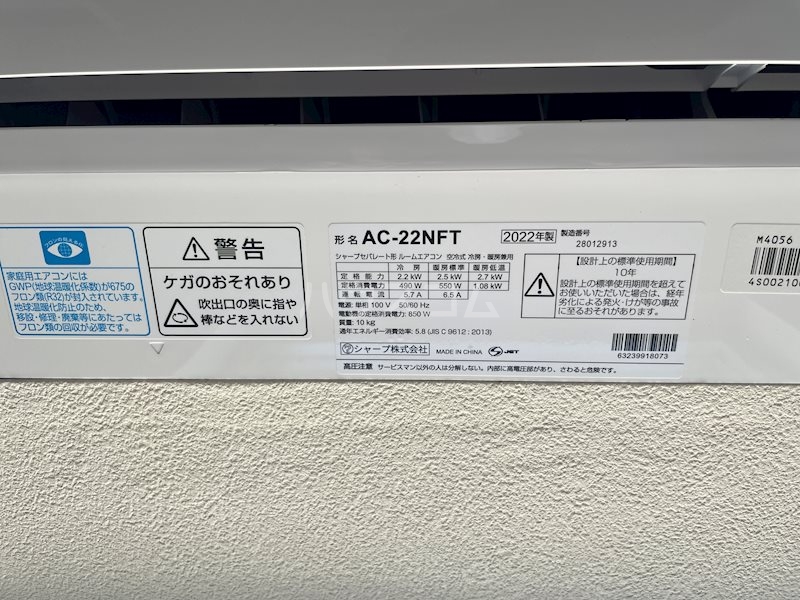 フロンの見える化
家庭用エアコンには
GWP(地球温暖化係数)が675の
フロン類(R32)が封入されています。
地球温暖化防止のため、
移設・修理・廃棄等にあたっては
フロン類の回収が必要です。
警告
ケガのおそれあり
吹出口の奥に指や
棒などを入れない
形名 AC-22NFT 2022年製 製造番号 28012913
シャープセパレート形 ルームエアコン 空冷式 冷房・暖房兼用
冷房 暖房標準 暖房低温
定格能力 2.2 kW 2.5 kW 2.7 kW
定格消費電力 490 W 550 W 1.08 kW
運転電流 5.7 A 6.5 A
電源: 単相 100 V 50/60 Hz
電動機の定格消費電力: 650 W
質量: 10 kg
通年エネルギー消費効率: 5.8 (JIS C 9612 : 2013)
シャープ株式会社 MADE IN CHINA JET
【設計上の標準使用期間】
10年
設計上の標準使用期間を超えて
お使いいただいた場合は、経年
劣化による発火・けが等の事故
に至るおそれがあります。
63239918073
高圧注意 サービスマン以外の人は分解しない。内部に高電圧部があり、さわると危険です。
M4056
4S00210